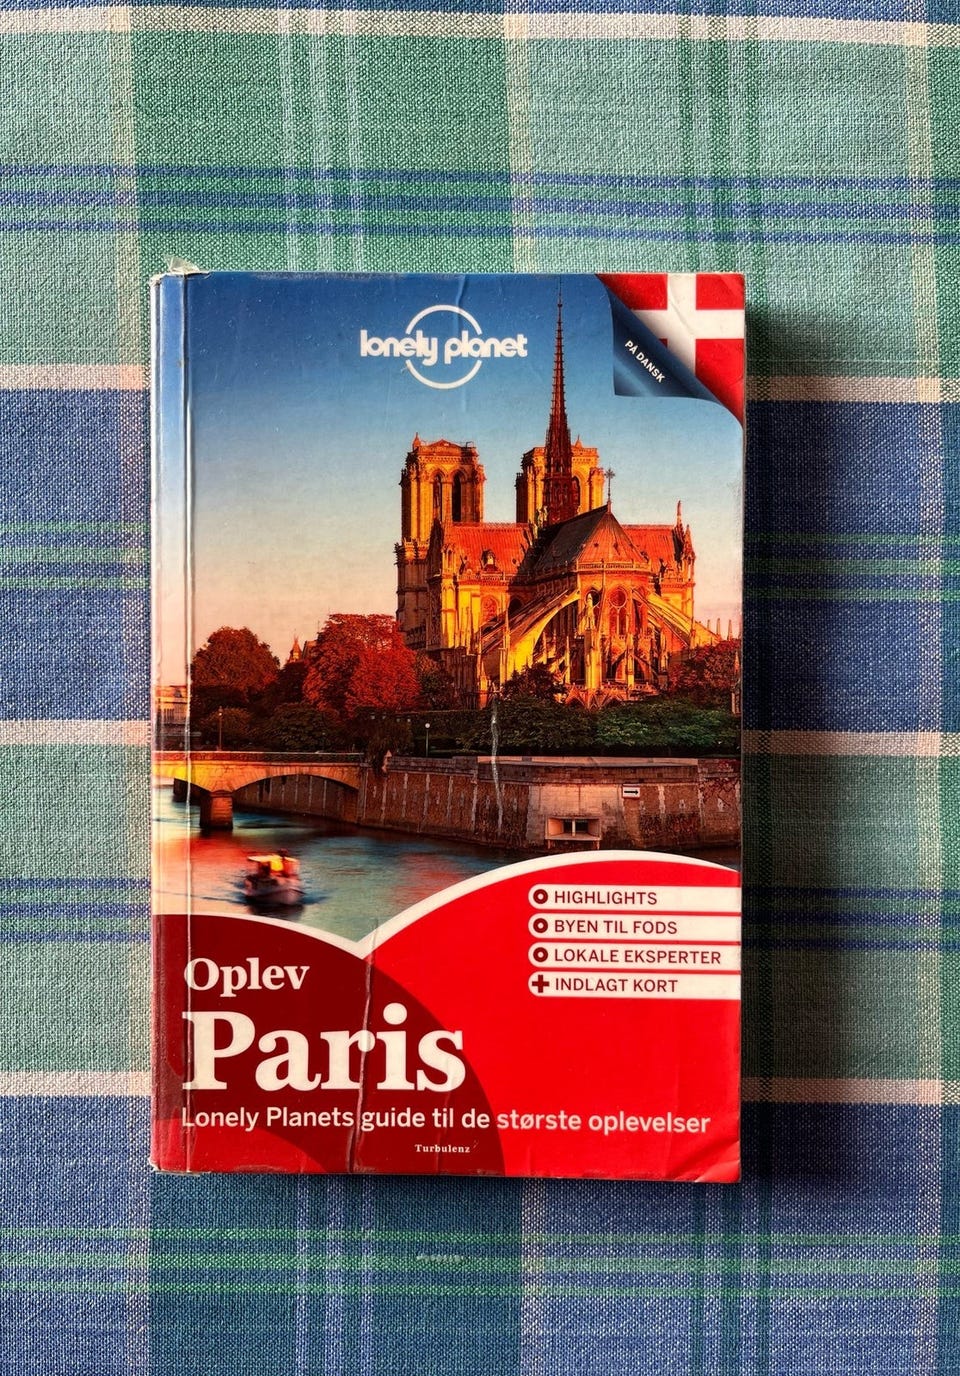 lonely planet
PÅ DANSK
HIGHLIGHTS
BYEN TIL FODS
LOKALE EKSPERTER
INDLAGT KORT
Oplev
Paris
Lonely Planets guide til de største oplevelser
Turbulenz